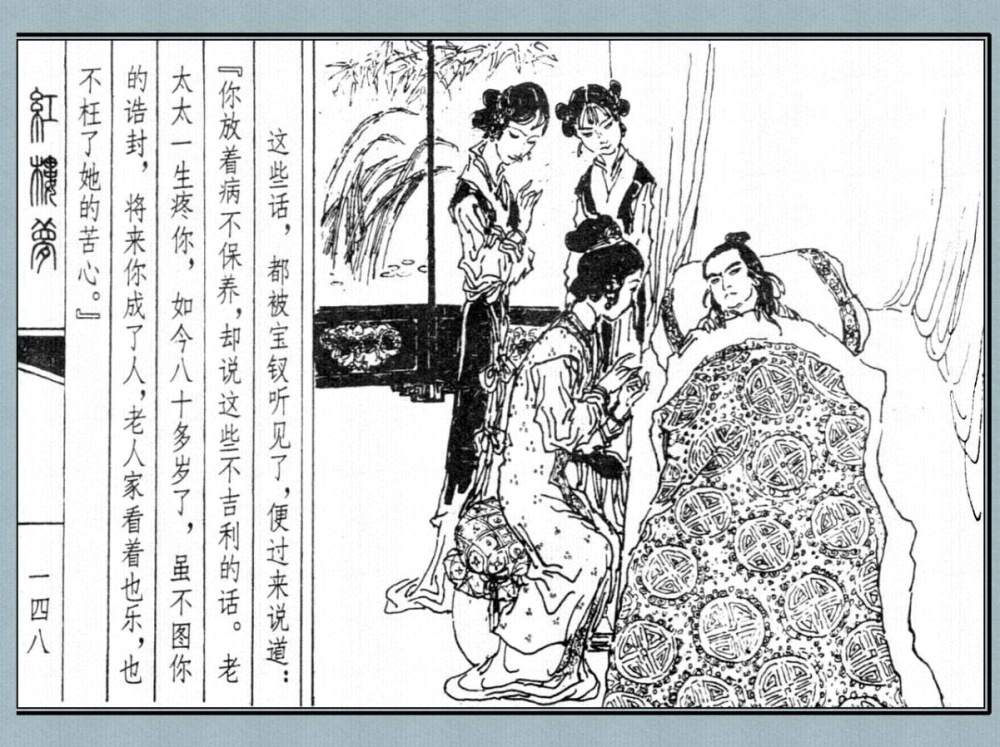 这些话，都被宝钗听见了，便过来说道：
『你放着病不保养，却说这些不吉利的话。老
太太一生疼你，如今八十多岁了，虽不图你
的诰封，将来你成了人，老人家看着也乐，也
不枉了她的苦心。』
紅樓夢
一四八